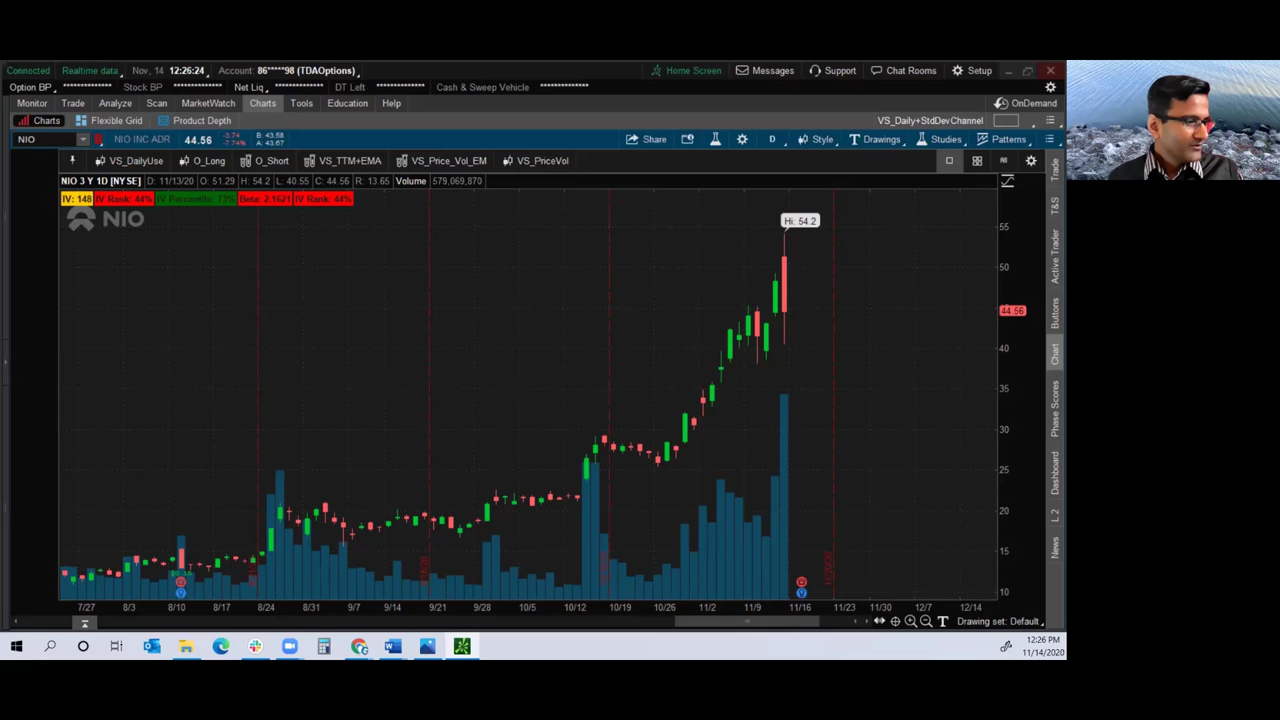 Connected Realtime data Nov, 14 12:26:24 Account: 86*****98 (TDAOptions) Home Screen Messages Support Chat Rooms Setup
Option BP ************** Stock BP ************** Net Liq ************** DT Left Cash & Sweep Vehicle **************
Monitor Trade Analyze Scan MarketWatch Charts Tools Education Help OnDemand
Charts Flexible Grid Product Depth VS_Daily+StdDevChannel
NIO NIO INC ADR 44.56 -3.74 B: 43.58
-7.74% A: 43.67
Share D Style Drawings Studies Patterns
VS_DailyUse O_Long O_Short VS_TTM+EMA VS_Price_Vol_EM VS_PriceVol
NIO 3 Y 1D [NYSE] D: 11/13/20 O: 51.29 H: 54.2 L: 40.55 C: 44.56 R: 13.65 Volume 579,069,870
IV: 148 IV Rank: 44% IV Percentile: 73% Beta: 2.1621 IV Rank: 44%
NIO
Hi: 54.2
55
50
44.56
40
35
30
25
20
15
10
7/27 8/3 8/10 8/17 8/24 8/31 9/7 9/14 9/21 9/28 10/5 10/12 10/19 10/26 11/2 11/9 11/16 11/23 11/30 12/7 12/14
Drawing set: Default
Trade
T&S
Active Trader
Buttons
Chart
Phase Scores
Dashboard
L 2
News
12:26 PM
11/14/2020